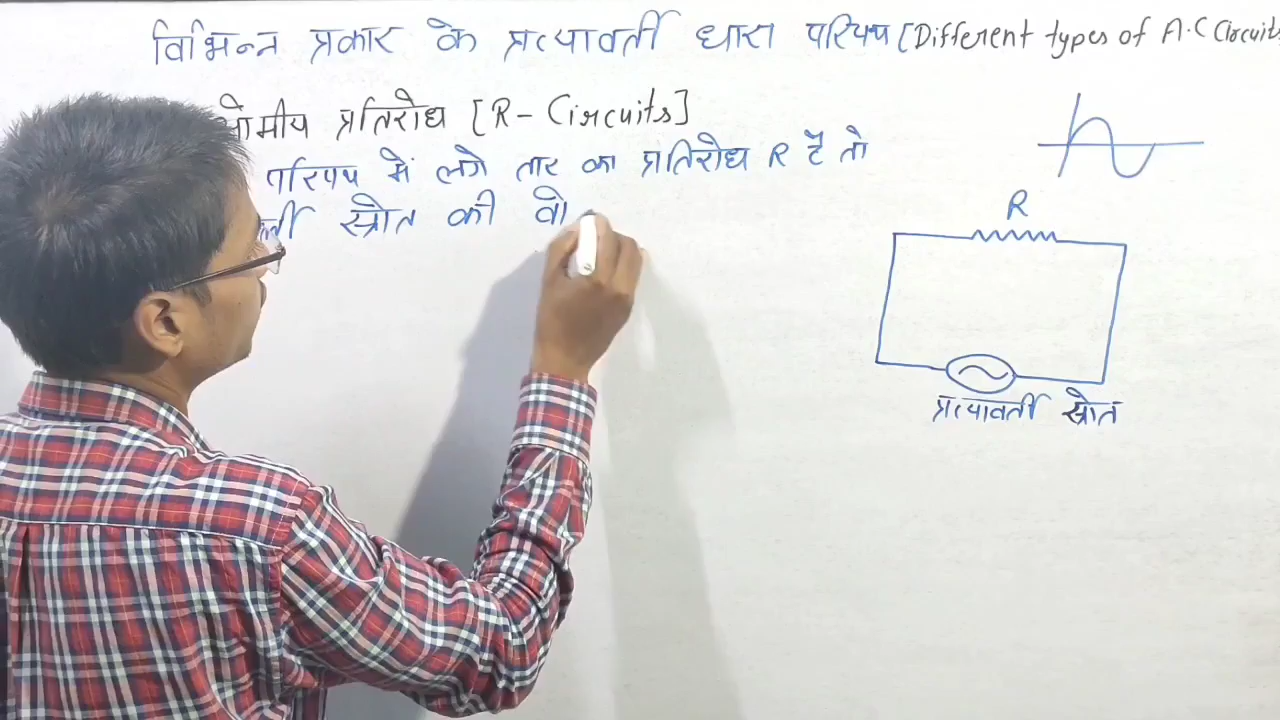 विभिन्न प्रकार के प्रत्यावर्ती धारा परिपथ [Different types of A.C Circuits
प्रतिरोध [R- Circuits]
परिपथ में लगे तार का प्रतिरोध R है तो
स्रोत की वो
R
प्रत्यावर्ती स्रोत